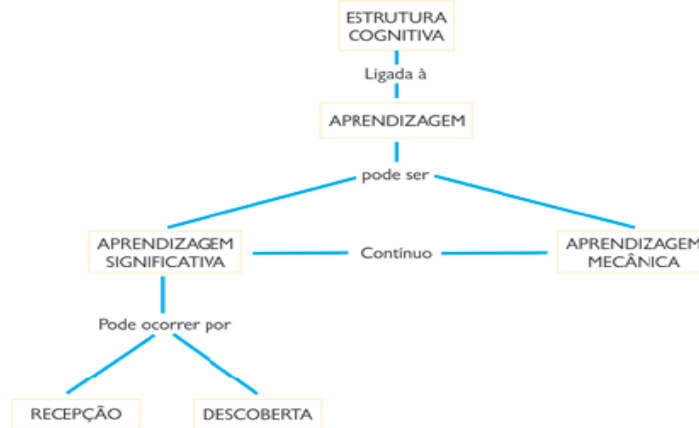 ESTRUTURA
COGNITIVA
Ligada à
APRENDIZAGEM
pode ser
APRENDIZAGEM
SIGNIFICATIVA
Contínuo
APRENDIZAGEM
MECÂNICA
Pode ocorrer por
RECEPÇÃO
DESCOBERTA